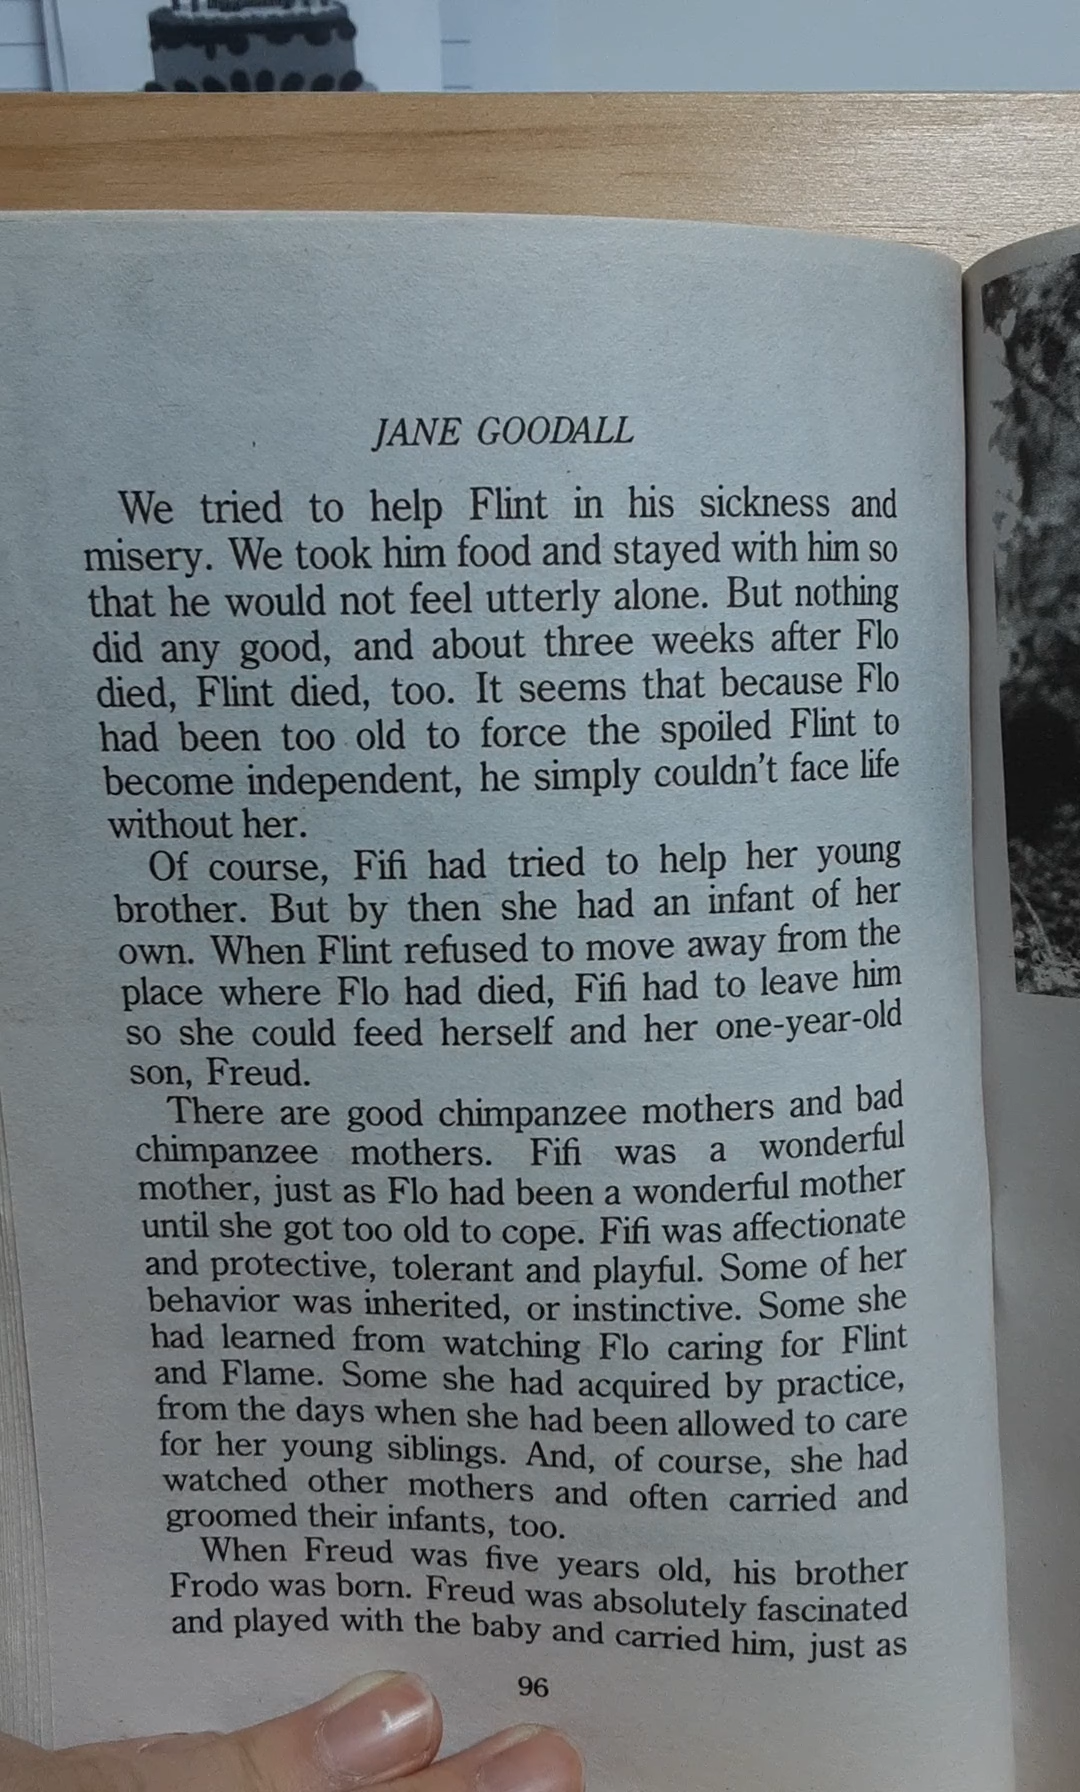 JANE GOODALL
We tried to help Flint in his sickness and
misery. We took him food and stayed with him so
that he would not feel utterly alone. But nothing
did any good, and about three weeks after Flo
died, Flint died, too. It seems that because Flo
had been too old to force the spoiled Flint to
become independent, he simply couldn't face life
without her.
Of course, Fifi had tried to help her young
brother. But by then she had an infant of her
own. When Flint refused to move away from the
place where Flo had died, Fifi had to leave him
so she could feed herself and her one-year-old
son, Freud.
There are good chimpanzee mothers and bad
chimpanzee mothers. Fifi was a wonderful
mother, just as Flo had been a wonderful mother
until she got too old to cope. Fifi was affectionate
and protective, tolerant and playful. Some of her
behavior was inherited, or instinctive. Some she
had learned from watching Flo caring for Flint
and Flame. Some she had acquired by practice,
from the days when she had been allowed to care
for her young siblings. And, of course, she had
watched other mothers and often carried and
groomed their infants, too.
When Freud was five years old, his brother
Frodo was born. Freud was absolutely fascinated
and played with the baby and carried him, just as
96